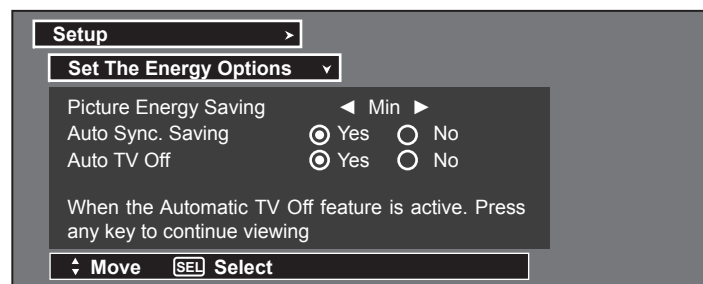 Setup
Set The Energy Options
Picture Energy Saving ◄ Min ►
Auto Sync. Saving Yes No
Auto TV Off Yes No
When the Automatic TV Off feature is active. Press
any key to continue viewing
Move SEL Select